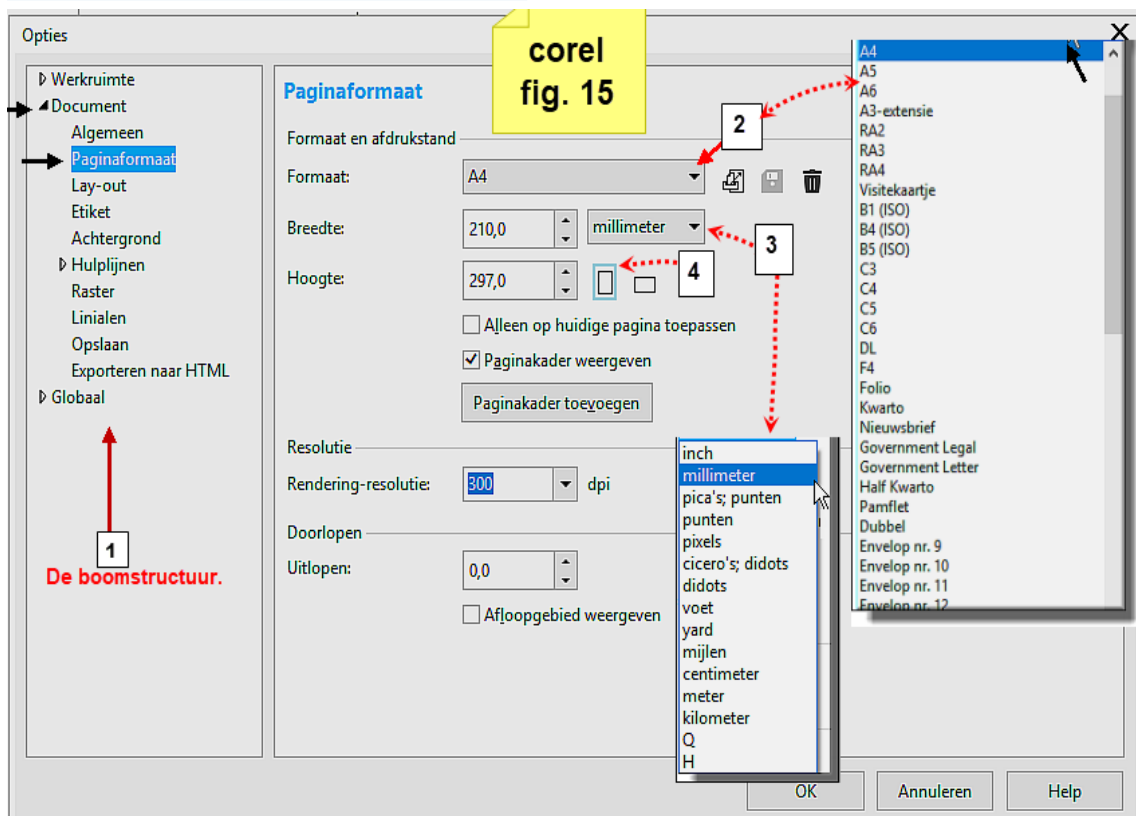 Opties
corel
fig. 15
Werkruimte
Document
Algemeen
Paginaformaat
Lay-out
Etiket
Achtergrond
Hulplijnen
Raster
Linialen
Opslaan
Exporteren naar HTML
Globaal
1
De boomstructuur.
Paginaformaat
Formaat en afdrukstand
2
Formaat: A4
Breedte: 210,0 millimeter
3
Hoogte: 297,0
4
Alleen op huidige pagina toepassen
Paginakader weergeven
Paginakader toevoegen
Resolutie
Rendering-resolutie: 300 dpi
Doorlopen
Uitlopen: 0,0
Afloopgebied weergeven
inch
millimeter
pica's; punten
punten
pixels
cicero's; didots
didots
voet
yard
mijlen
centimeter
meter
kilometer
Q
H
A4
A5
A6
A3-extensie
RA2
RA3
RA4
Visitekaartje
B1 (ISO)
B4 (ISO)
B5 (ISO)
C3
C4
C5
C6
DL
F4
Folio
Kwarto
Nieuwsbrief
Government Legal
Government Letter
Half Kwarto
Pamflet
Dubbel
Envelop nr. 9
Envelop nr. 10
Envelop nr. 11
Envelop nr. 12
OK
Annuleren
Help